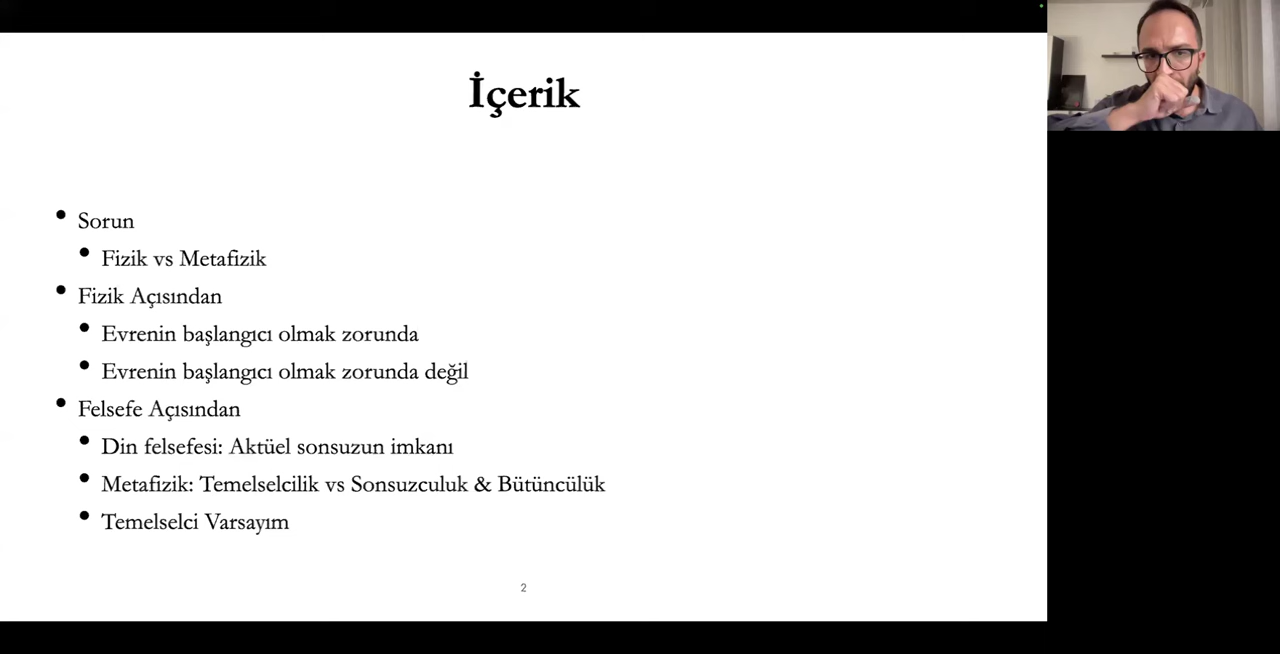 İçerik
• Sorun
• Fizik vs Metafizik
• Fizik Açısından
• Evrenin başlangıcı olmak zorunda
• Evrenin başlangıcı olmak zorunda değil
• Felsefe Açısından
• Din felsefesi: Aktüel sonsuzun imkanı
• Metafizik: Temelselcilik vs Sonsuzculuk & Bütüncülük
• Temelselci Varsayım
2